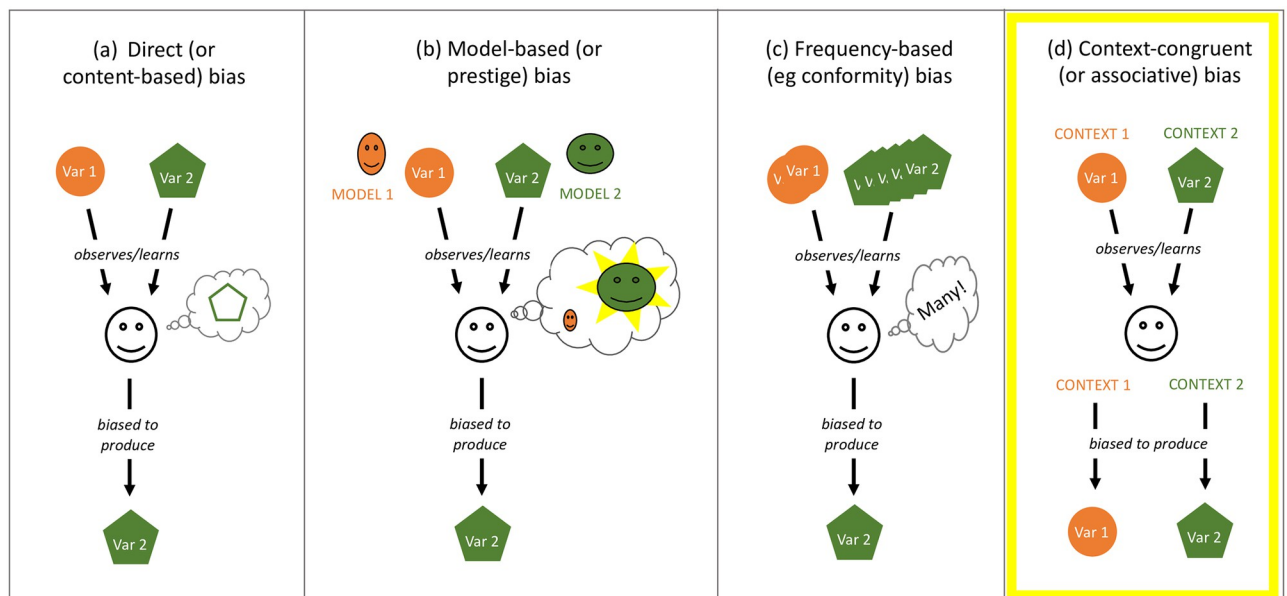 (a) Direct (or
content-based) bias
Var 1
Var 2
observes/learns
biased to
produce
Var 2
(b) Model-based (or
prestige) bias
MODEL 1
Var 1
Var 2
MODEL 2
observes/learns
biased to
produce
Var 2
(c) Frequency-based
(eg conformity) bias
V. Var 1
V V. V. V. Var 2
observes/learns
Many!
biased to
produce
Var 2
(d) Context-congruent
(or associative) bias
CONTEXT 1 CONTEXT 2
Var 1
Var 2
observes/learns
CONTEXT 1 CONTEXT 2
biased to produce
Var 1
Var 2